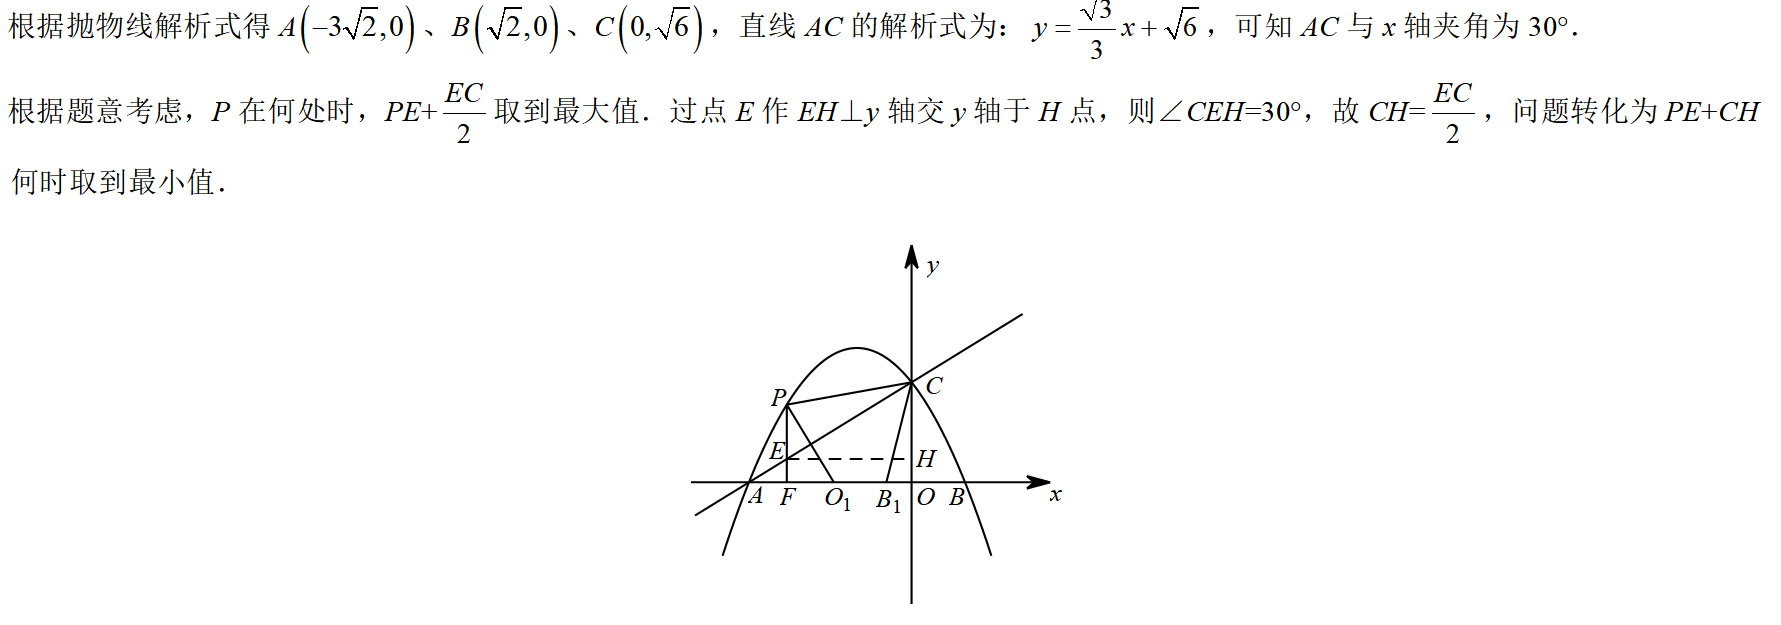 根据抛物线解析式得 A(−3√2,0)、B(√2,0)、C(0,√6)，直线 AC 的解析式为：y = √3/3 x + √6，可知 AC 与 x 轴夹角为 30°．
根据题意考虑，P 在何处时，PE+EC/2 取到最大值．过点 E 作 EH⊥y 轴交 y 轴于 H 点，则∠CEH=30°，故 CH=EC/2，问题转化为 PE+CH
何时取到最小值．
y
C
P
E
H
A F O₁ B₁ O B x